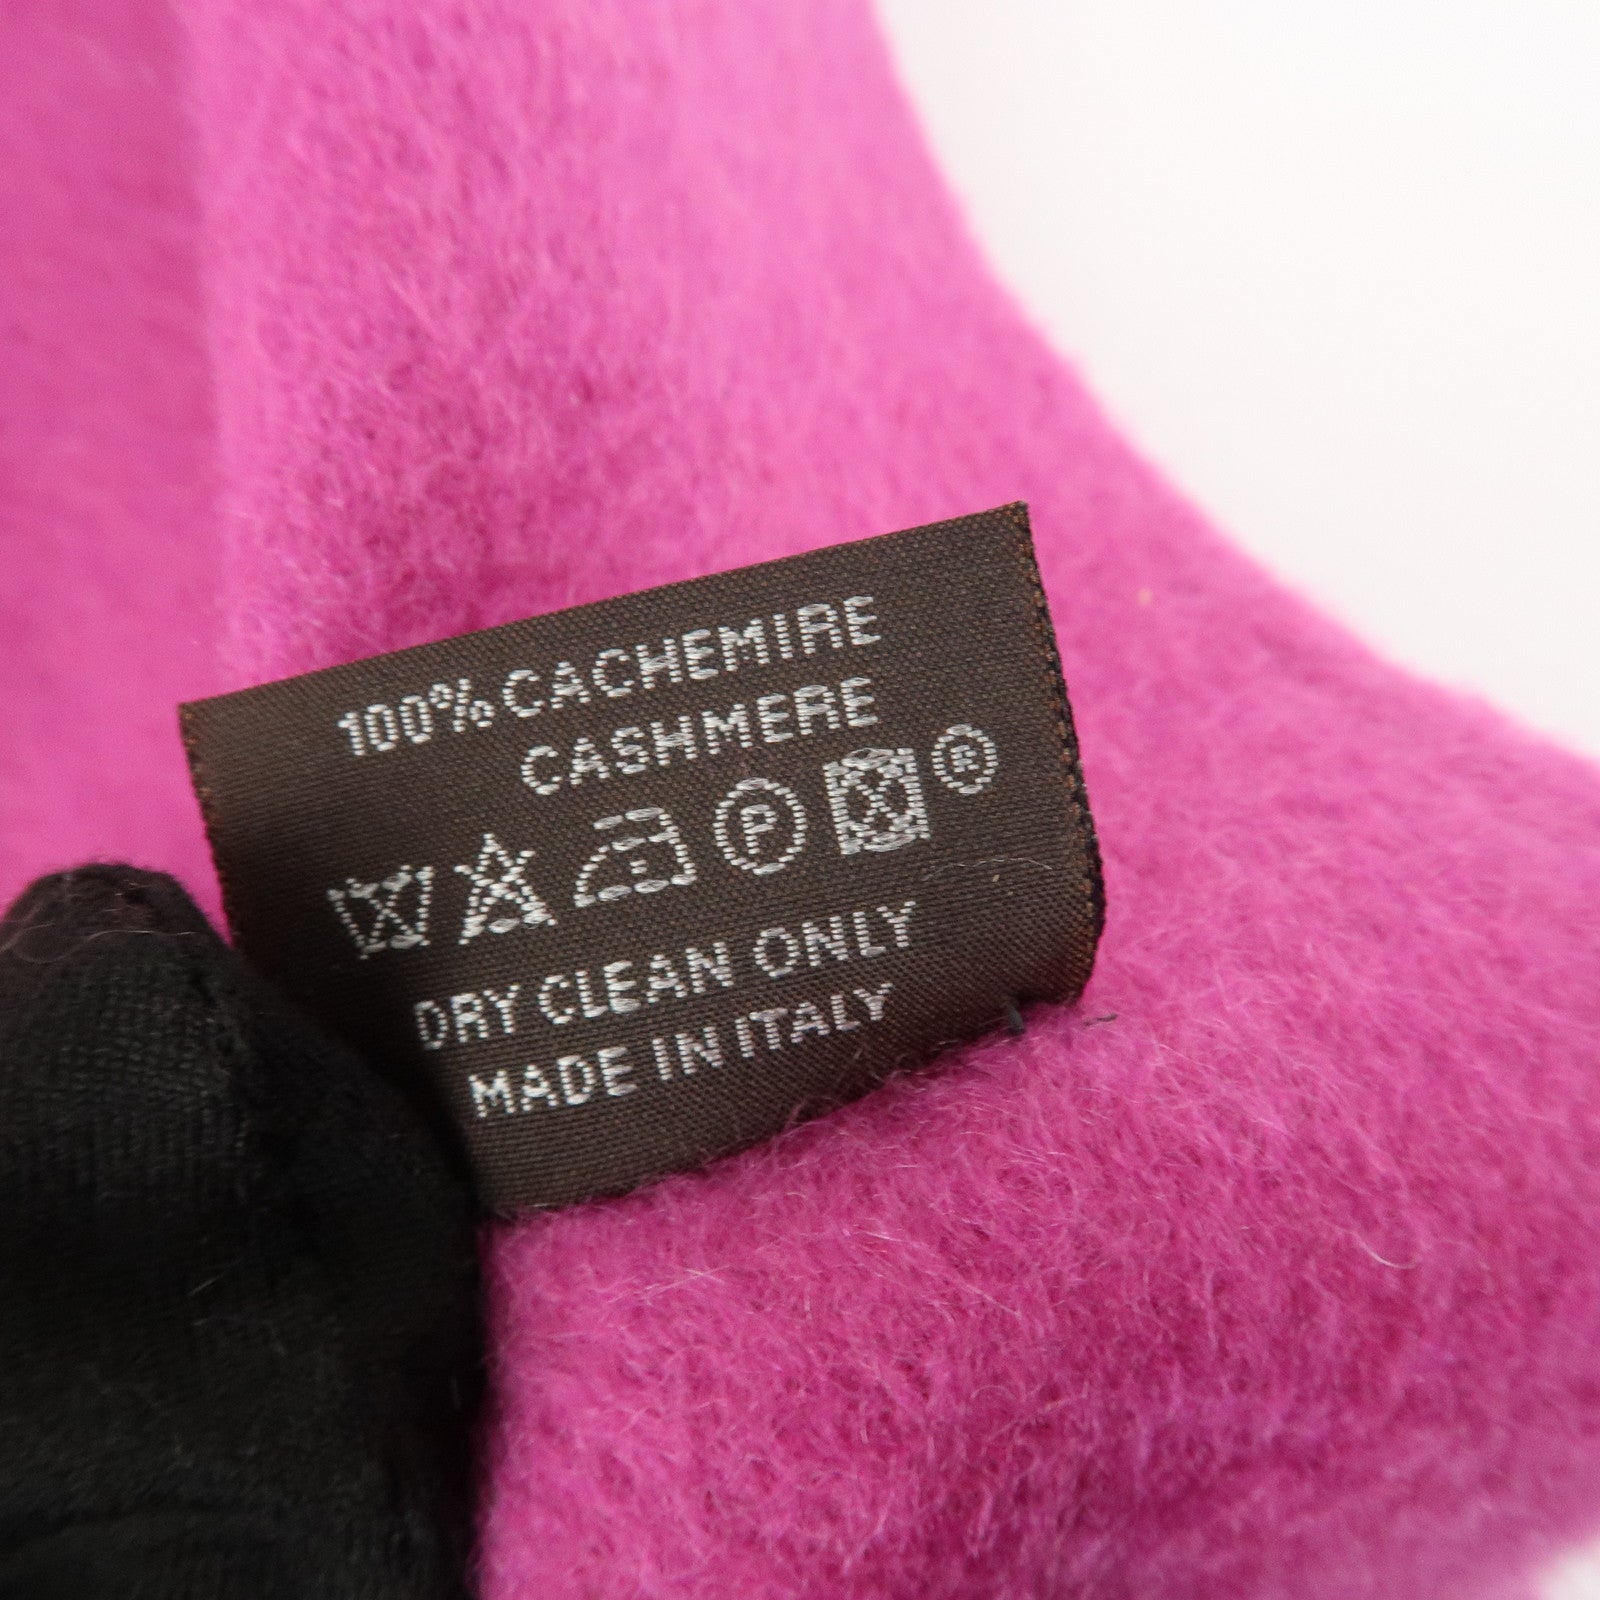 100% CACHEMIRE
CASHMERE
P ®
DRY CLEAN ONLY
MADE IN ITALY